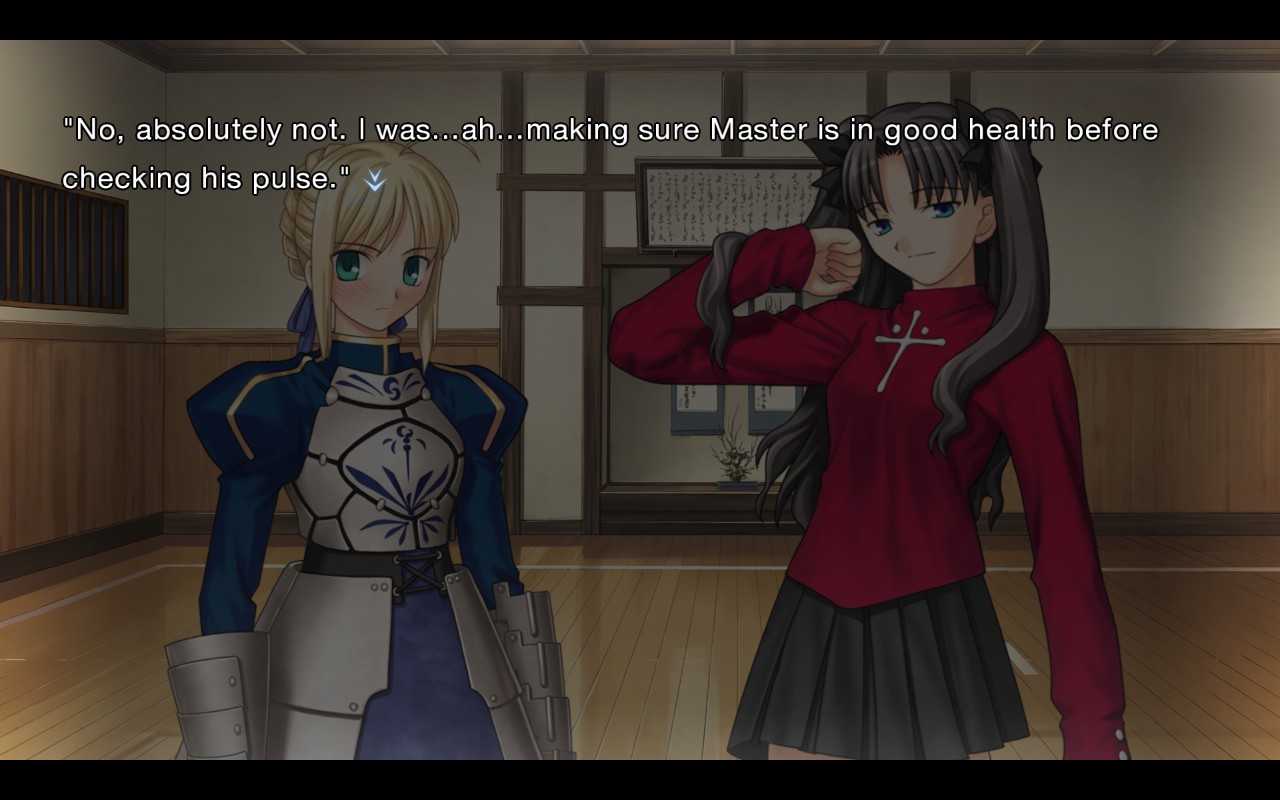 "No, absolutely not. I was...ah...making sure Master is in good health before
checking his pulse."